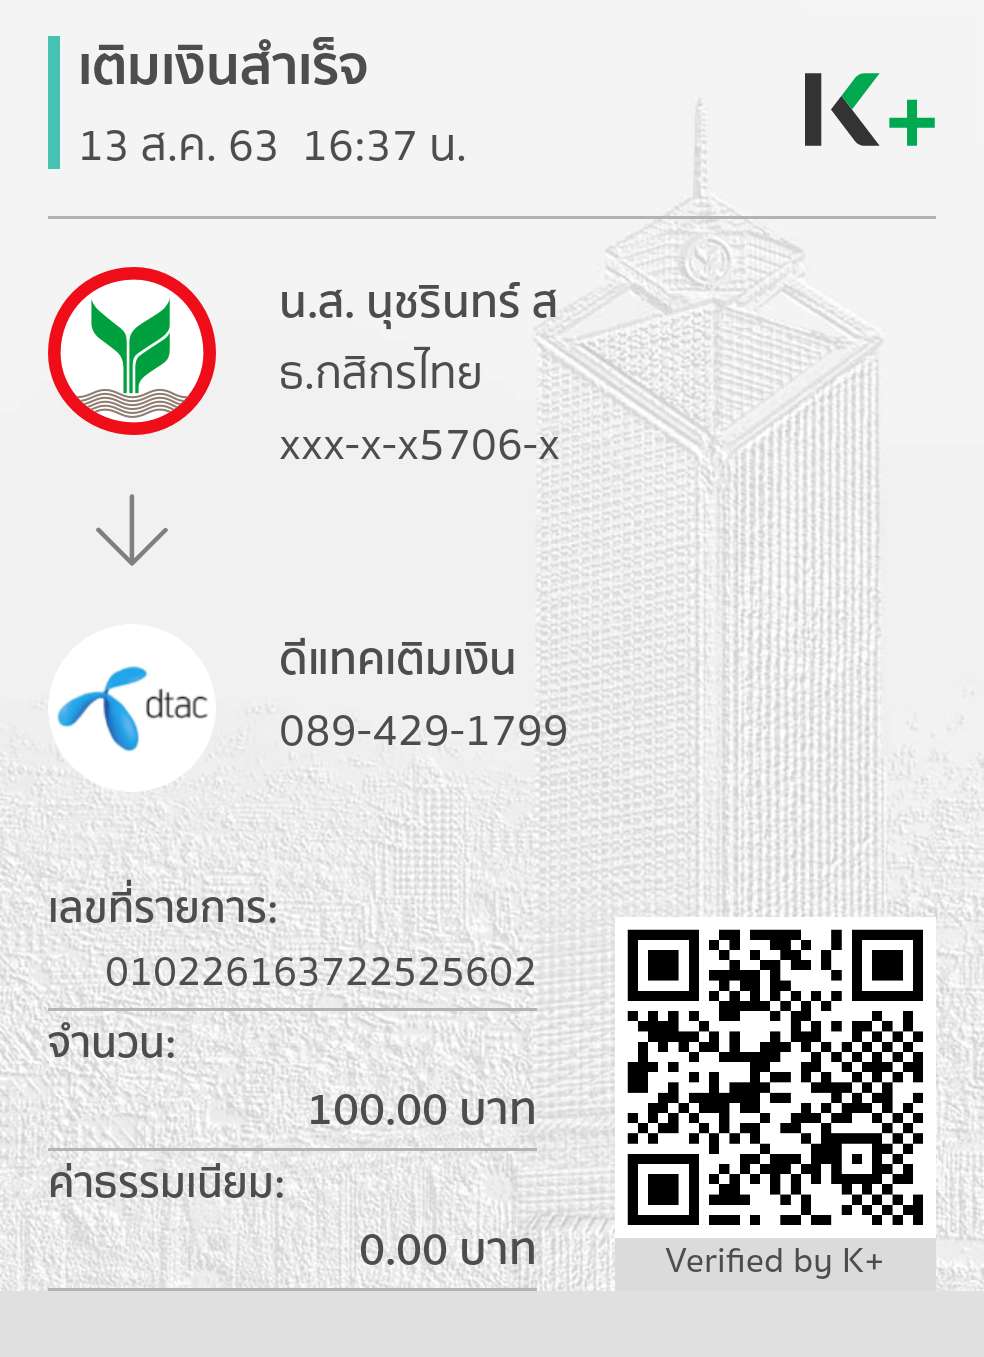 เติมเงินสำเร็จ
13 ส.ค. 63 16:37 น.
K+
น.ส. นุชรินทร์ ส
ธ.กสิกรไทย
xxx-x-x5706-x
dtac
ดีแทคเติมเงิน
089-429-1799
เลขที่รายการ:
010226163722525602
จำนวน:
100.00 บาท
ค่าธรรมเนียม:
0.00 บาท
Verified by K+